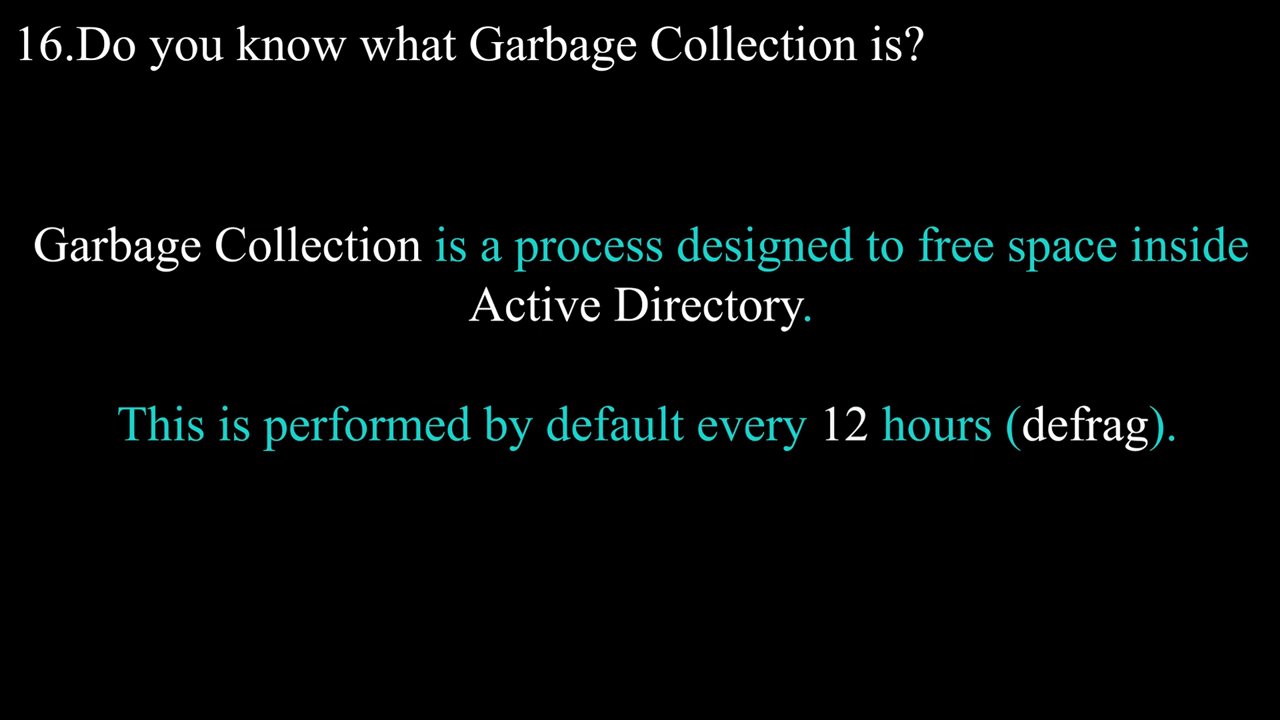 16.Do you know what Garbage Collection is?
Garbage Collection is a process designed to free space inside
Active Directory.
This is performed by default every 12 hours (defrag).